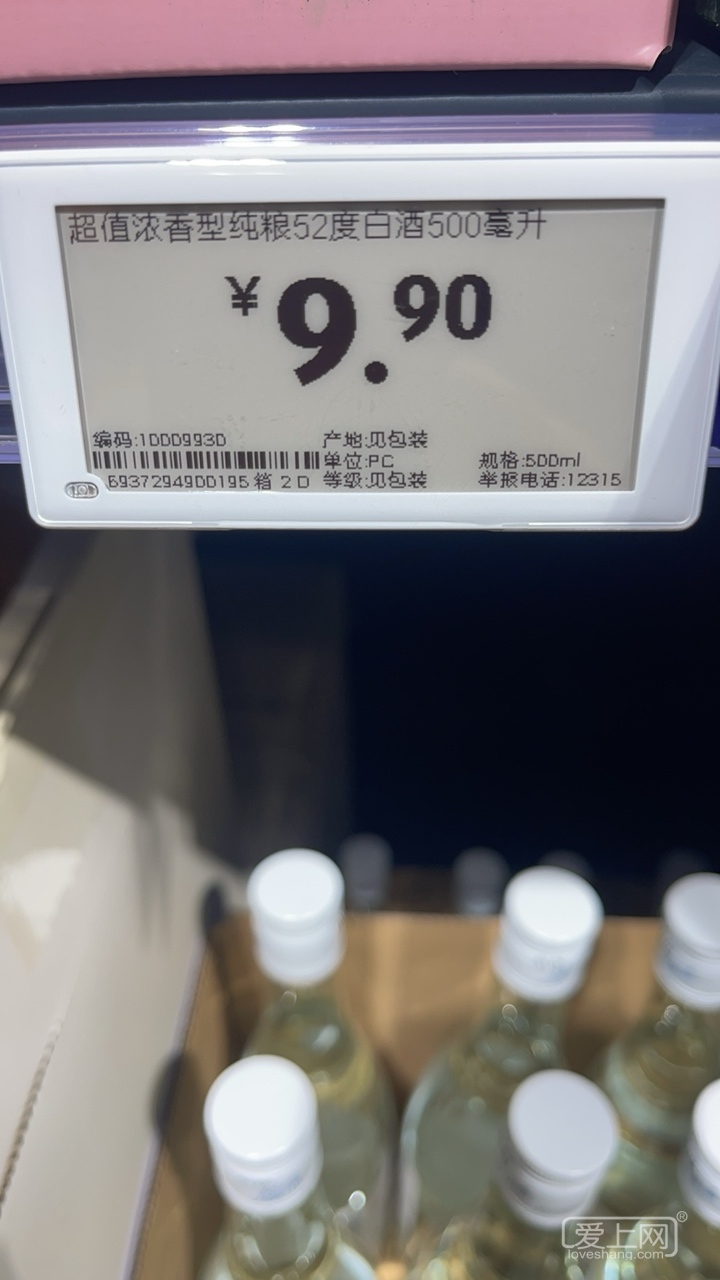 超值浓香型纯粮52度白酒500毫升
¥9.90
编码:10009930 产地:见包装
单位:PC 规格:500ml
6937294900195 箱 20 等级:见包装 举报电话:12315
爱上网®
loveshang.com